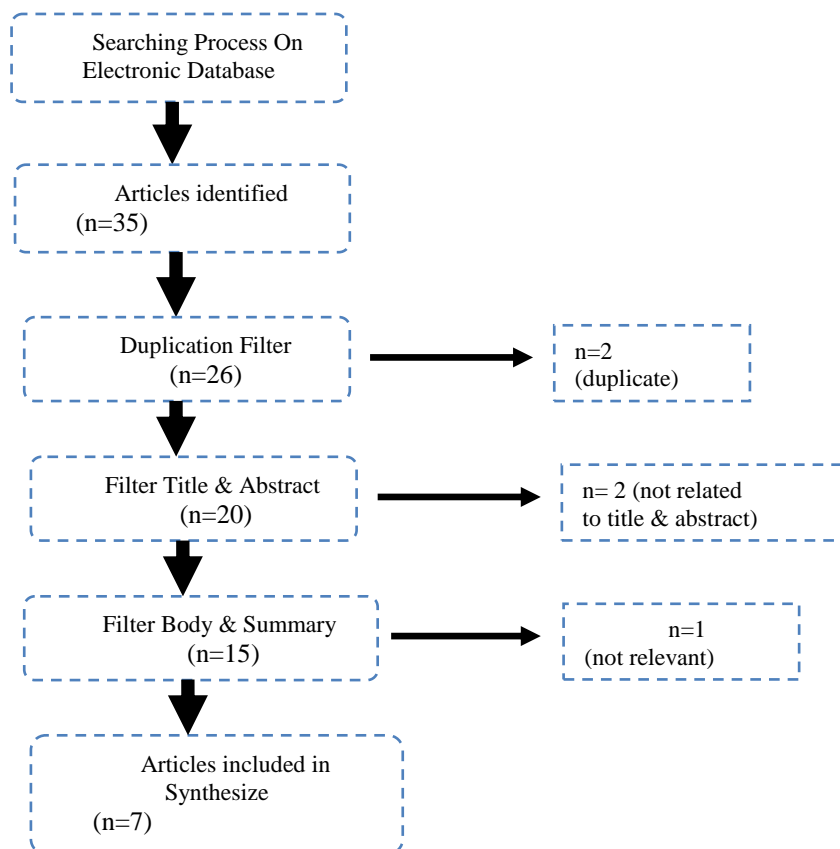 Searching Process On
Electronic Database
Articles identified
(n=35)
Duplication Filter
(n=26)
n=2
(duplicate)
Filter Title & Abstract
(n=20)
n= 2 (not related
to title & abstract)
Filter Body & Summary
(n=15)
n=1
(not relevant)
Articles included in
Synthesize
(n=7)